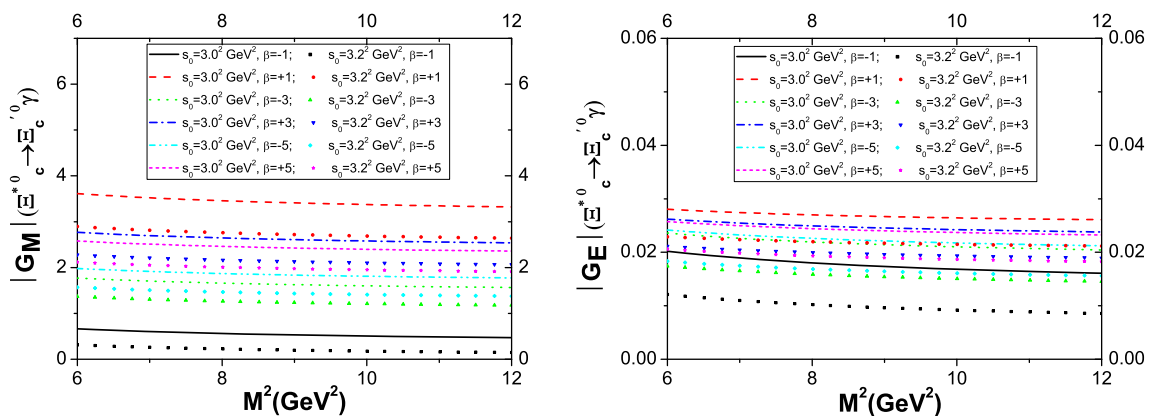 6 8 10 12
0 2 4 6
0 2 4 6
s₀=3.0² GeV², β=-1; s₀=3.2² GeV², β=-1
s₀=3.0² GeV², β=+1; s₀=3.2² GeV², β=+1
s₀=3.0² GeV², β=-3; s₀=3.2² GeV², β=-3
s₀=3.0² GeV², β=+3; s₀=3.2² GeV², β=+3
s₀=3.0² GeV², β=-5; s₀=3.2² GeV², β=-5
s₀=3.0² GeV², β=+5; s₀=3.2² GeV², β=+5
|GM| (Ξ*⁰c→Ξ'⁰cγ)
6 8 10 12
M²(GeV²)
6 8 10 12
0.00 0.02 0.04 0.06
0.00 0.02 0.04 0.06
s₀=3.0² GeV², β=-1; s₀=3.2² GeV², β=-1
s₀=3.0² GeV², β=+1; s₀=3.2² GeV², β=+1
s₀=3.0² GeV², β=-3; s₀=3.2² GeV², β=-3
s₀=3.0² GeV², β=+3; s₀=3.2² GeV², β=+3
s₀=3.0² GeV², β=-5; s₀=3.2² GeV², β=-5
s₀=3.0² GeV², β=+5; s₀=3.2² GeV², β=+5
|GE| (Ξ*⁰c→Ξ'⁰cγ)
6 8 10 12
M²(GeV²)